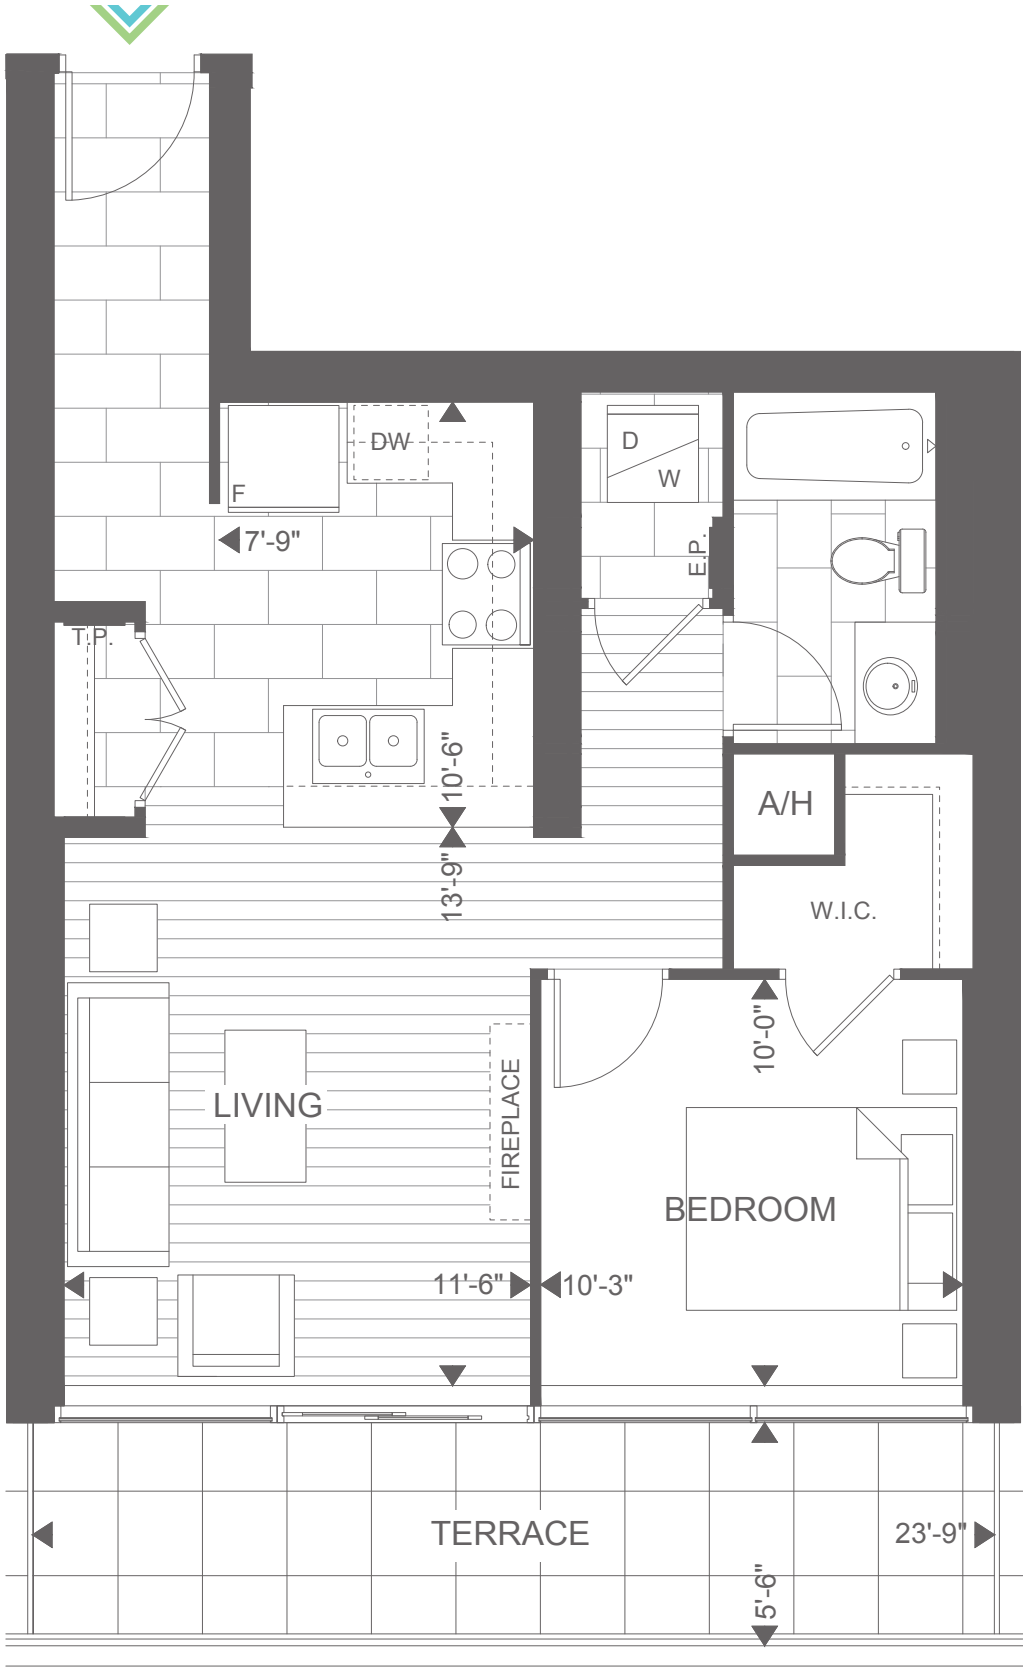 DW
D
W
F
7'-9"
E.P.
T.P.
10'-6"
A/H
13'-9"
W.I.C.
10'-0"
LIVING
FIREPLACE
BEDROOM
11'-6"
10'-3"
TERRACE
23'-9"
5'-6"